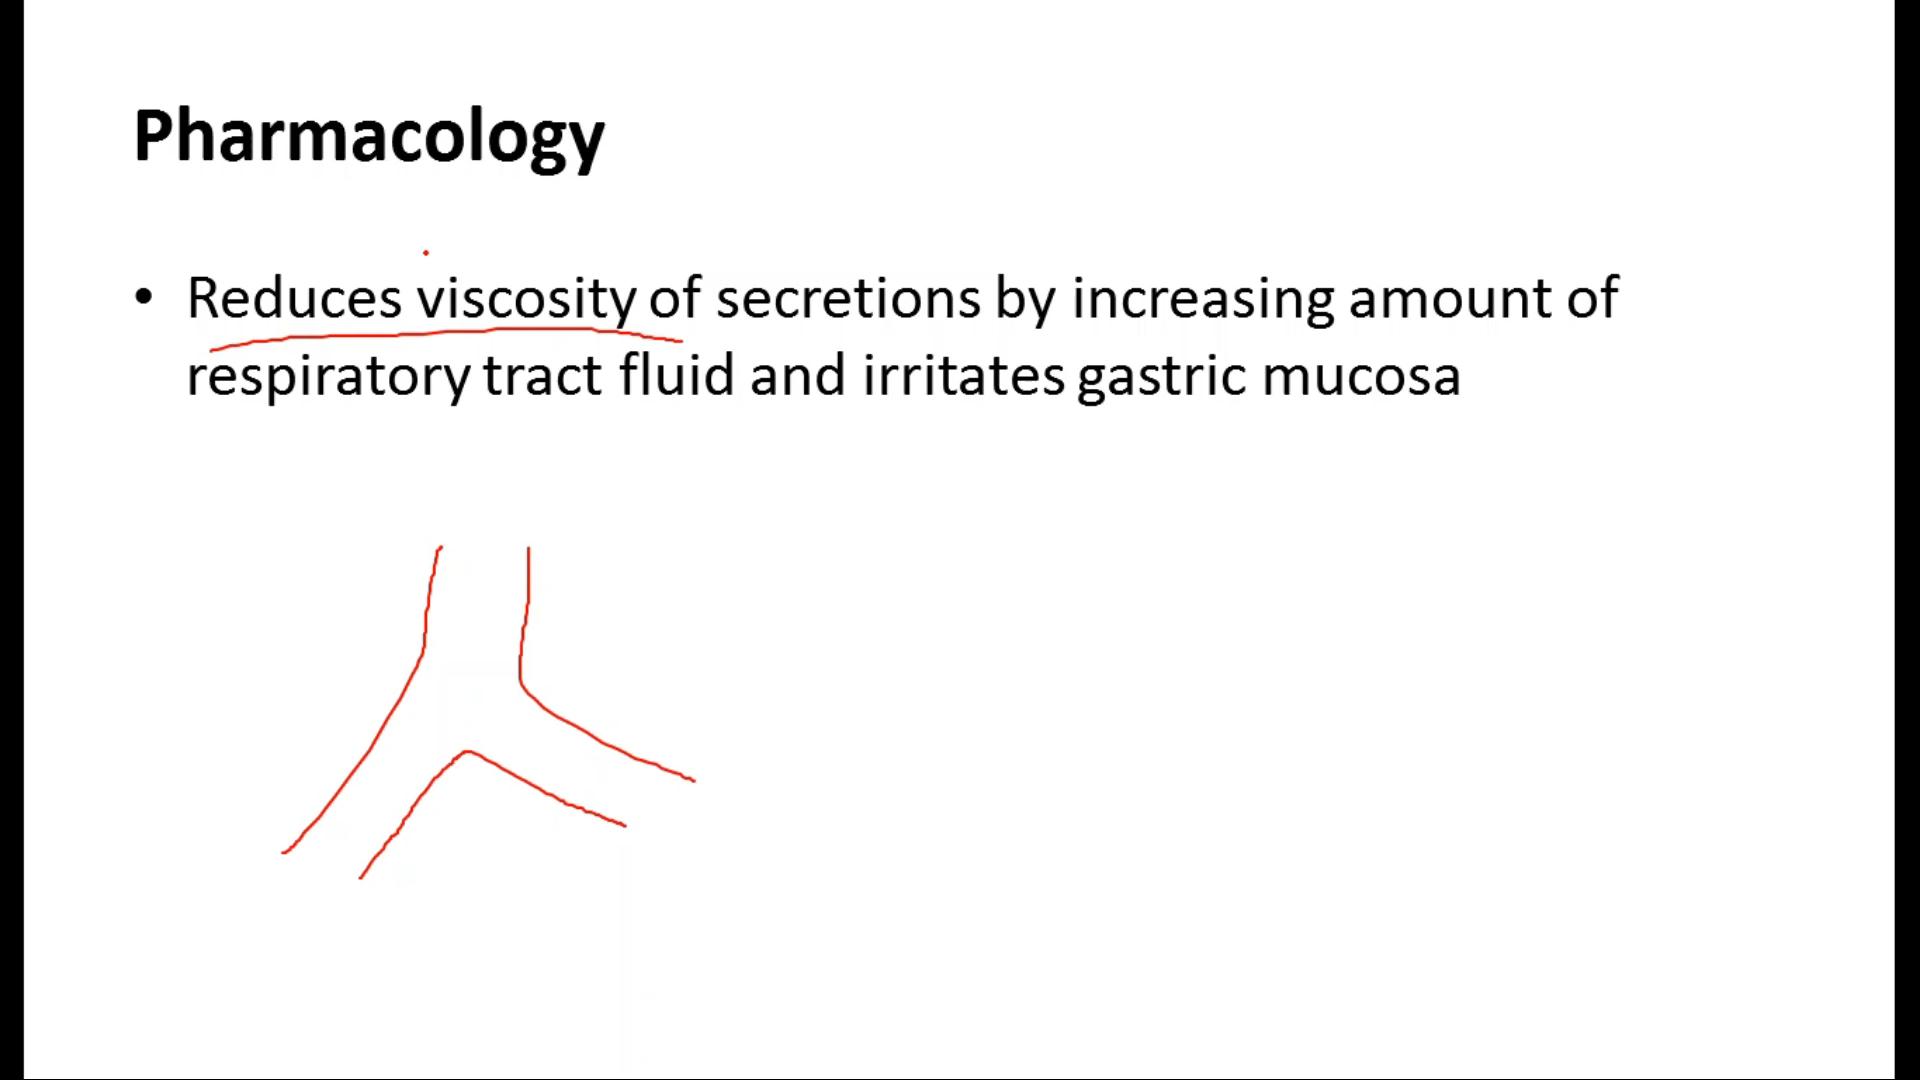 Pharmacology
• Reduces viscosity of secretions by increasing amount of
respiratory tract fluid and irritates gastric mucosa